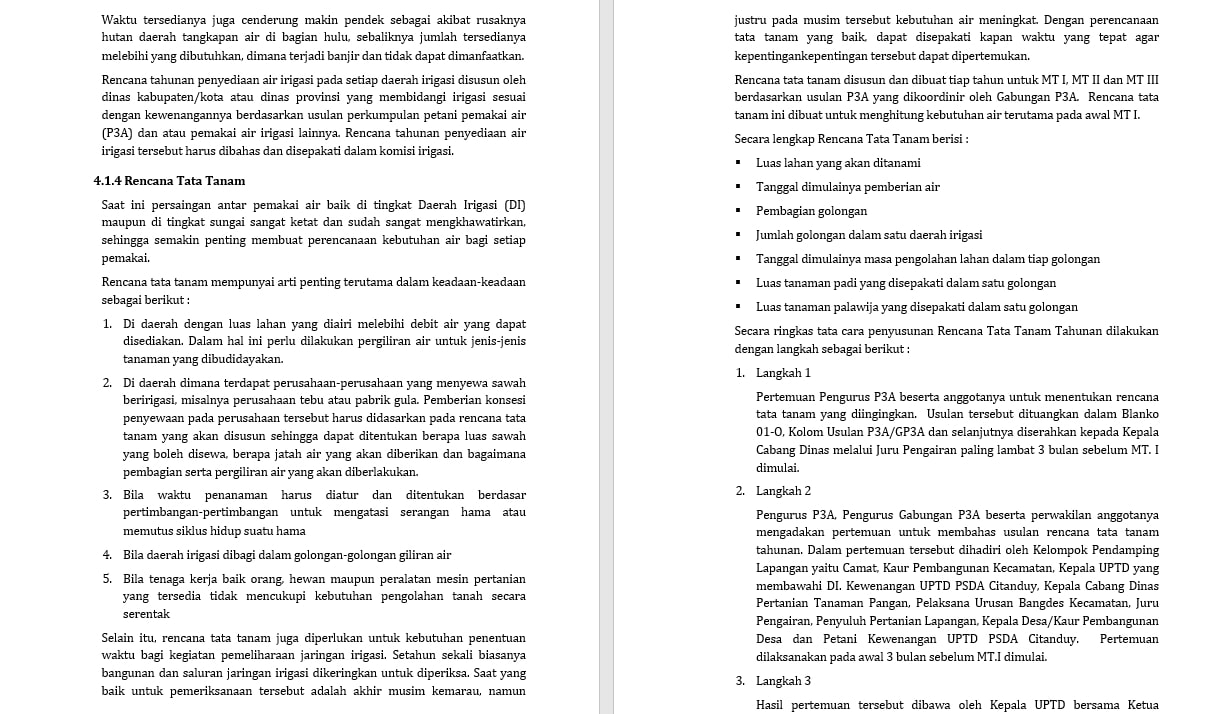 Waktu tersedianya juga cenderung makin pendek sebagai akibat rusaknya
hutan daerah tangkapan air di bagian hulu, sebaliknya jumlah tersedianya
melebihi yang dibutuhkan, dimana terjadi banjir dan tidak dapat dimanfaatkan.
Rencana tahunan penyediaan air irigasi pada setiap daerah irigasi disusun oleh
dinas kabupaten/kota atau dinas provinsi yang membidangi irigasi sesuai
dengan kewenangannya berdasarkan usulan perkumpulan petani pemakai air
(P3A) dan atau pemakai air irigasi lainnya. Rencana tahunan penyediaan air
irigasi tersebut harus dibahas dan disepakati dalam komisi irigasi.
4.1.4 Rencana Tata Tanam
Saat ini persaingan antar pemakai air baik di tingkat Daerah Irigasi (DI)
maupun di tingkat sungai sangat ketat dan sudah sangat mengkhawatirkan,
sehingga semakin penting membuat perencanaan kebutuhan air bagi setiap
pemakai.
Rencana tata tanam mempunyai arti penting terutama dalam keadaan-keadaan
sebagai berikut :
1. Di daerah dengan luas lahan yang diairi melebihi debit air yang dapat
disediakan. Dalam hal ini perlu dilakukan pergiliran air untuk jenis-jenis
tanaman yang dibudidayakan.
2. Di daerah dimana terdapat perusahaan-perusahaan yang menyewa sawah
beririgasi, misalnya perusahaan tebu atau pabrik gula. Pemberian konsesi
penyewaan pada perusahaan tersebut harus didasarkan pada rencana tata
tanam yang akan disusun sehingga dapat ditentukan berapa luas sawah
yang boleh disewa, berapa jatah air yang akan diberikan dan bagaimana
pembagian serta pergiliran air yang akan diberlakukan.
3. Bila waktu penanaman harus diatur dan ditentukan berdasar
pertimbangan-pertimbangan untuk mengatasi serangan hama atau
memutus siklus hidup suatu hama
4. Bila daerah irigasi dibagi dalam golongan-golongan giliran air
5. Bila tenaga kerja baik orang, hewan maupun peralatan mesin pertanian
yang tersedia tidak mencukupi kebutuhan pengolahan tanah secara
serentak
Selain itu, rencana tata tanam juga diperlukan untuk kebutuhan penentuan
waktu bagi kegiatan pemeliharaan jaringan irigasi. Setahun sekali biasanya
bangunan dan saluran jaringan irigasi dikeringkan untuk diperiksa. Saat yang
baik untuk pemeriksanaan tersebut adalah akhir musim kemarau, namun
justru pada musim tersebut kebutuhan air meningkat. Dengan perencanaan
tata tanam yang baik, dapat disepakati kapan waktu yang tepat agar
kepentingankepentingan tersebut dapat dipertemukan.
Rencana tata tanam disusun dan dibuat tiap tahun untuk MT I, MT II dan MT III
berdasarkan usulan P3A yang dikoordinir oleh Gabungan P3A. Rencana tata
tanam ini dibuat untuk menghitung kebutuhan air terutama pada awal MT I.
Secara lengkap Rencana Tata Tanam berisi :
▪ Luas lahan yang akan ditanami
▪ Tanggal dimulainya pemberian air
▪ Pembagian golongan
▪ Jumlah golongan dalam satu daerah irigasi
▪ Tanggal dimulainya masa pengolahan lahan dalam tiap golongan
▪ Luas tanaman padi yang disepakati dalam satu golongan
▪ Luas tanaman palawija yang disepakati dalam satu golongan
Secara ringkas tata cara penyusunan Rencana Tata Tanam Tahunan dilakukan
dengan langkah sebagai berikut :
1. Langkah 1
Pertemuan Pengurus P3A beserta anggotanya untuk menentukan rencana
tata tanam yang diingingkan. Usulan tersebut dituangkan dalam Blanko
01-O, Kolom Usulan P3A/GP3A dan selanjutnya diserahkan kepada Kepala
Cabang Dinas melalui Juru Pengairan paling lambat 3 bulan sebelum MT. I
dimulai.
2. Langkah 2
Pengurus P3A, Pengurus Gabungan P3A beserta perwakilan anggotanya
mengadakan pertemuan untuk membahas usulan rencana tata tanam
tahunan. Dalam pertemuan tersebut dihadiri oleh Kelompok Pendamping
Lapangan yaitu Camat, Kaur Pembangunan Kecamatan, Kepala UPTD yang
membawahi DI. Kewenangan UPTD PSDA Citanduy, Kepala Cabang Dinas
Pertanian Tanaman Pangan, Pelaksana Urusan Bangdes Kecamatan, Juru
Pengairan, Penyuluh Pertanian Lapangan, Kepala Desa/Kaur Pembangunan
Desa dan Petani Kewenangan UPTD PSDA Citanduy. Pertemuan
dilaksanakan pada awal 3 bulan sebelum MT.I dimulai.
3. Langkah 3
Hasil pertemuan tersebut dibawa oleh Kepala UPTD bersama Ketua